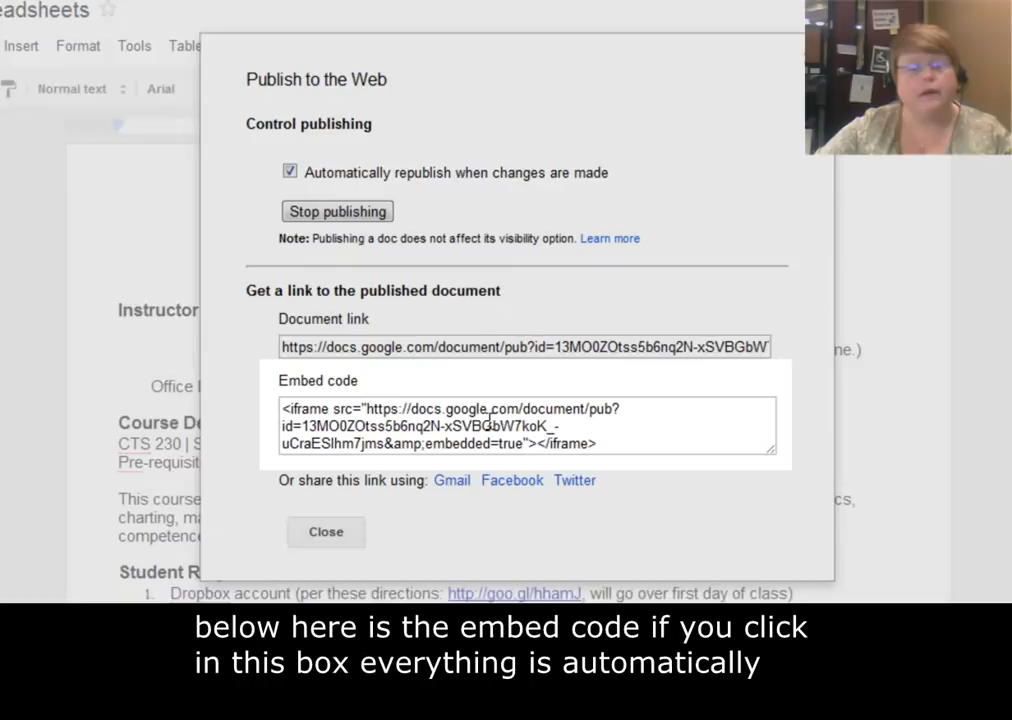 eadsheets
Insert Format Tools Table
Normal text Arial
Publish to the Web
Control publishing
Automatically republish when changes are made
Stop publishing
Note: Publishing a doc does not affect its visibility option. Learn more
Get a link to the published document
Document link
https://docs.google.com/document/pub?id=13MO0ZOtss5b6nq2N-xSVBGbW
Embed code
<iframe src="https://docs.google.com/document/pub?
id=13MO0ZOtss5b6nq2N-xSVBGbW7koK_-
uCraESlhm7jms&amp;embedded=true"></iframe>
Or share this link using: Gmail Facebook Twitter
Close
Instructor
ne.)
Office
Course De
CTS 230 | S
Pre-requisit
This course cs,
charting, ma
competence
Student R
1. Dropbox account (per these directions: http://goo.gl/hhamJ, will go over first day of class)
below here is the embed code if you click
in this box everything is automatically